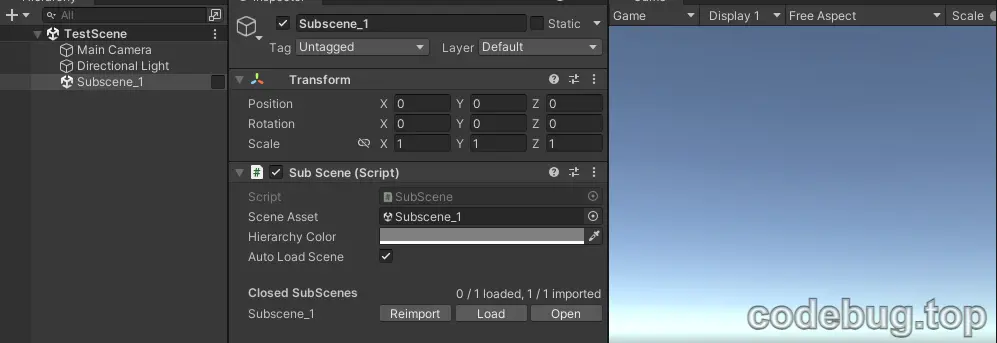 Hierarchy
Inspector
Game
+ All
TestScene
Main Camera
Directional Light
Subscene_1
Subscene_1
Static
Tag Untagged Layer Default
Transform
Position X 0 Y 0 Z 0
Rotation X 0 Y 0 Z 0
Scale X 1 Y 1 Z 1
# Sub Scene (Script)
Script # SubScene
Scene Asset Subscene_1
Hierarchy Color
Auto Load Scene
Closed SubScenes 0 / 1 loaded, 1 / 1 imported
Subscene_1 Reimport Load Open
Game Display 1 Free Aspect Scale
codebug.top